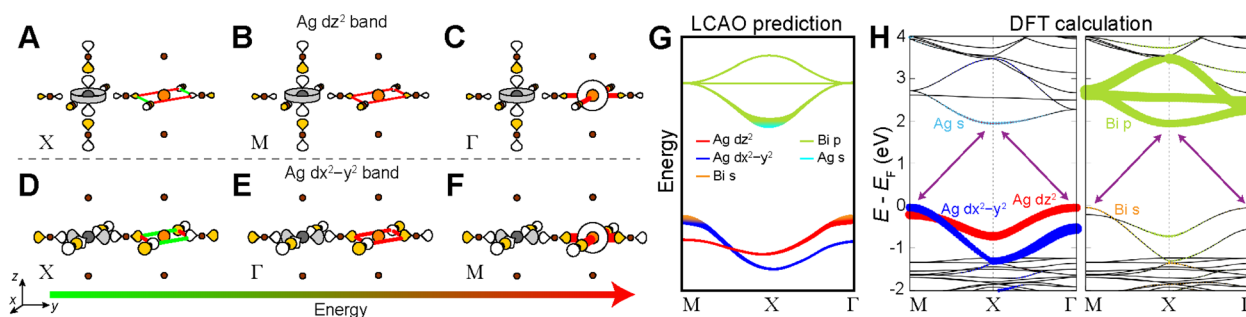 Ag dz² band
A
B
C
X
M
Γ
Ag dx²−y² band
D
E
F
X
Γ
M
z
x
y
Energy
LCAO prediction
G
Energy
Ag dz²
Ag dx²−y²
Bi s
Bi p
Ag s
M
X
Γ
DFT calculation
H
E - E_F (eV)
4
3
2
1
0
-1
-2
Ag s
Ag dx²−y²
Ag dz²
M
X
Γ
Bi p
Bi s
M
X
Γ